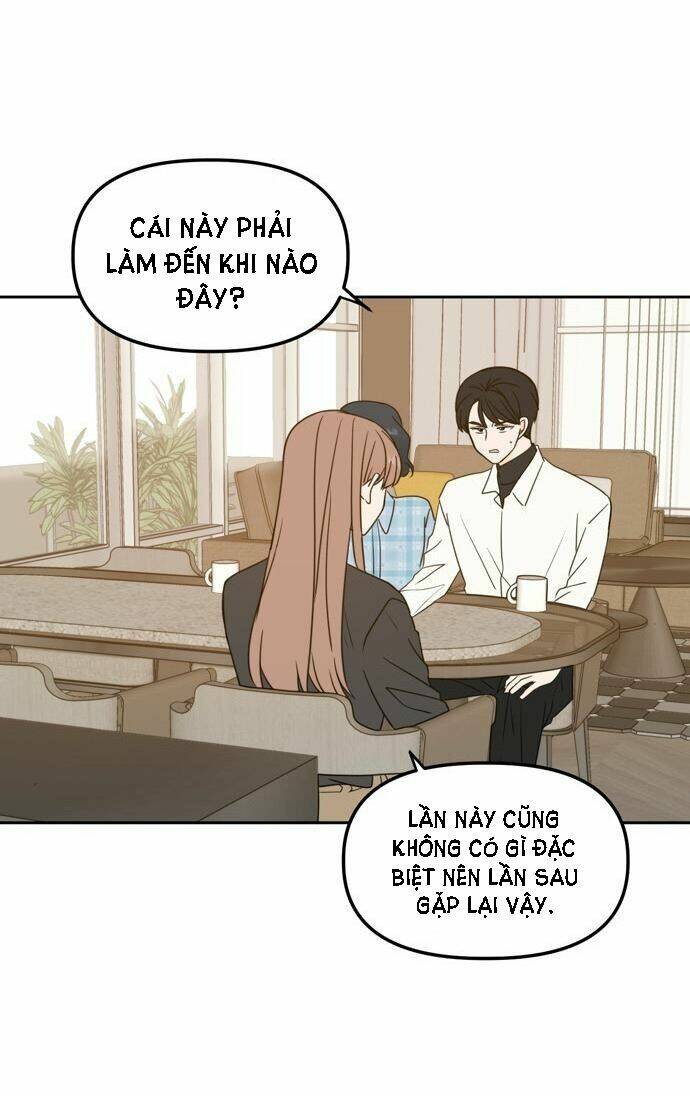 CÁI NÀY PHẢI
LÀM ĐẾN KHI NÀO
ĐÂY?
LẦN NÀY CŨNG
KHÔNG CÓ GÌ ĐẶC
BIỆT NÊN LẦN SAU
GẶP LẠI VẬY.